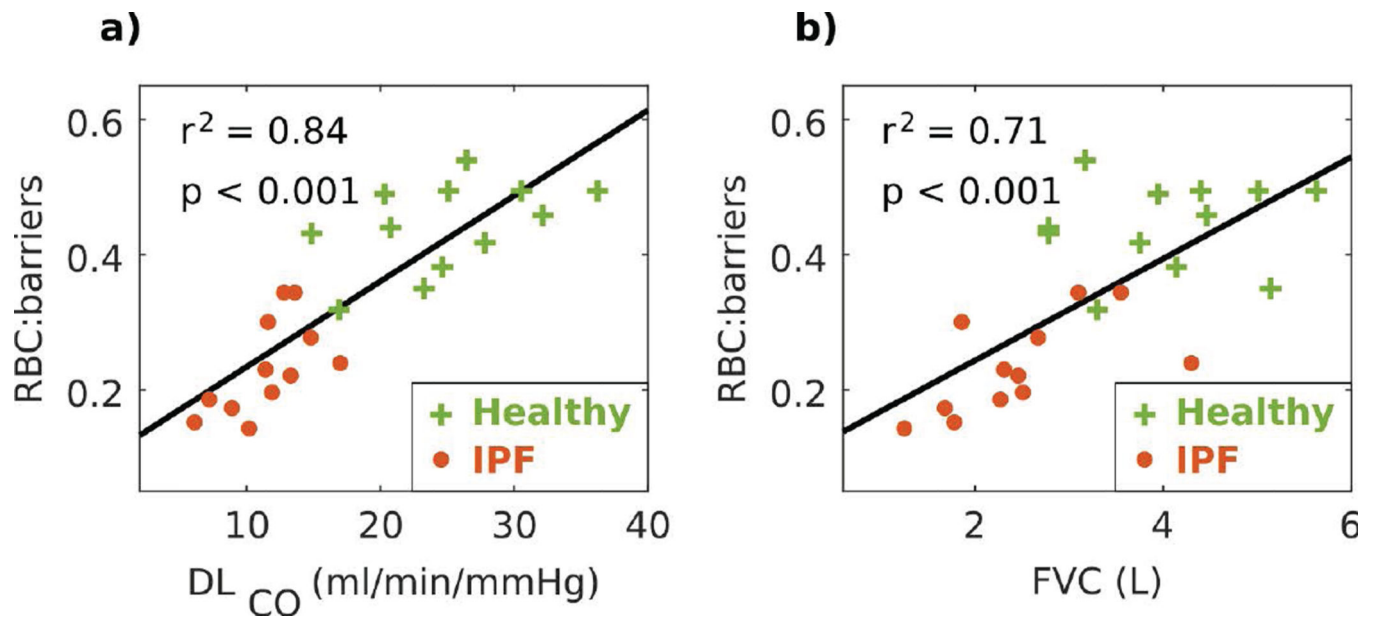 a)
RBC:barriers
0.6
0.4
0.2
r² = 0.84
p < 0.001
Healthy
IPF
10 20 30 40
DL CO (ml/min/mmHg)
b)
RBC:barriers
0.6
0.4
0.2
r² = 0.71
p < 0.001
Healthy
IPF
2 4 6
FVC (L)